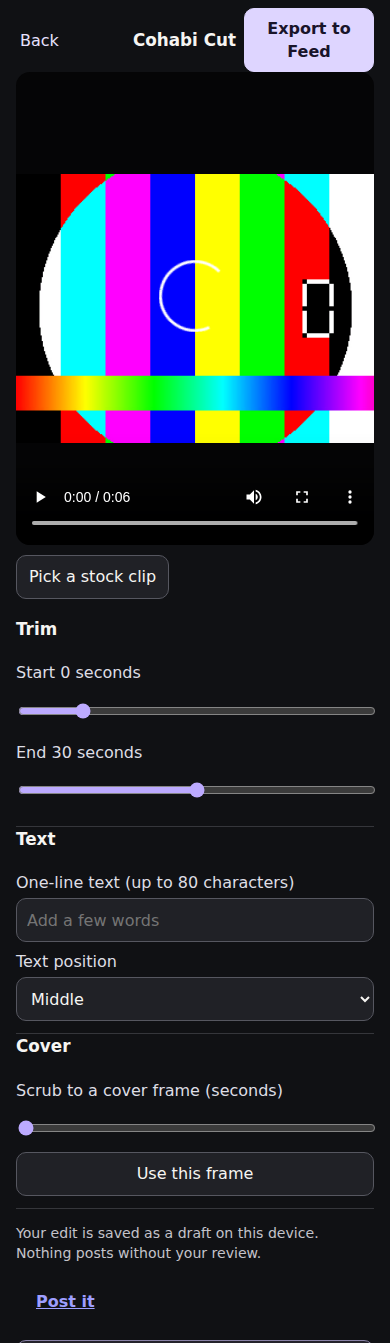 Back
Cohabi Cut
Export to
Feed
0
0:00 / 0:06
Pick a stock clip
Trim
Start 0 seconds
End 30 seconds
Text
One-line text (up to 80 characters)
Add a few words
Text position
Middle
Cover
Scrub to a cover frame (seconds)
Use this frame
Your edit is saved as a draft on this device.
Nothing posts without your review.
Post it